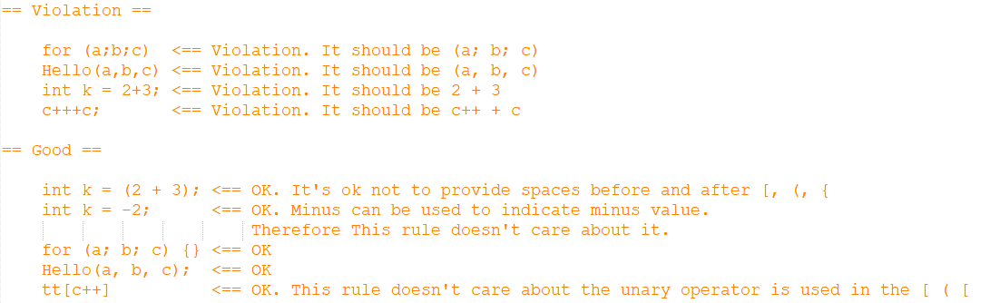 == Violation ==
for (a;b;c)  <== Violation. It should be (a; b; c)
Hello(a,b,c) <== Violation. It should be (a, b, c)
int k = 2+3; <== Violation. It should be 2 + 3
c+++c;       <== Violation. It should be c++ + c
== Good ==
int k = (2 + 3); <== OK. It's ok not to provide spaces before and after [, (, {
int k = -2;      <== OK. Minus can be used to indicate minus value.
Therefore This rule doesn't care about it.
for (a; b; c) {} <== OK
Hello(a, b, c);  <== OK
tt[c++]          <== OK. This rule doesn't care about the unary operator is used in the [ ( [